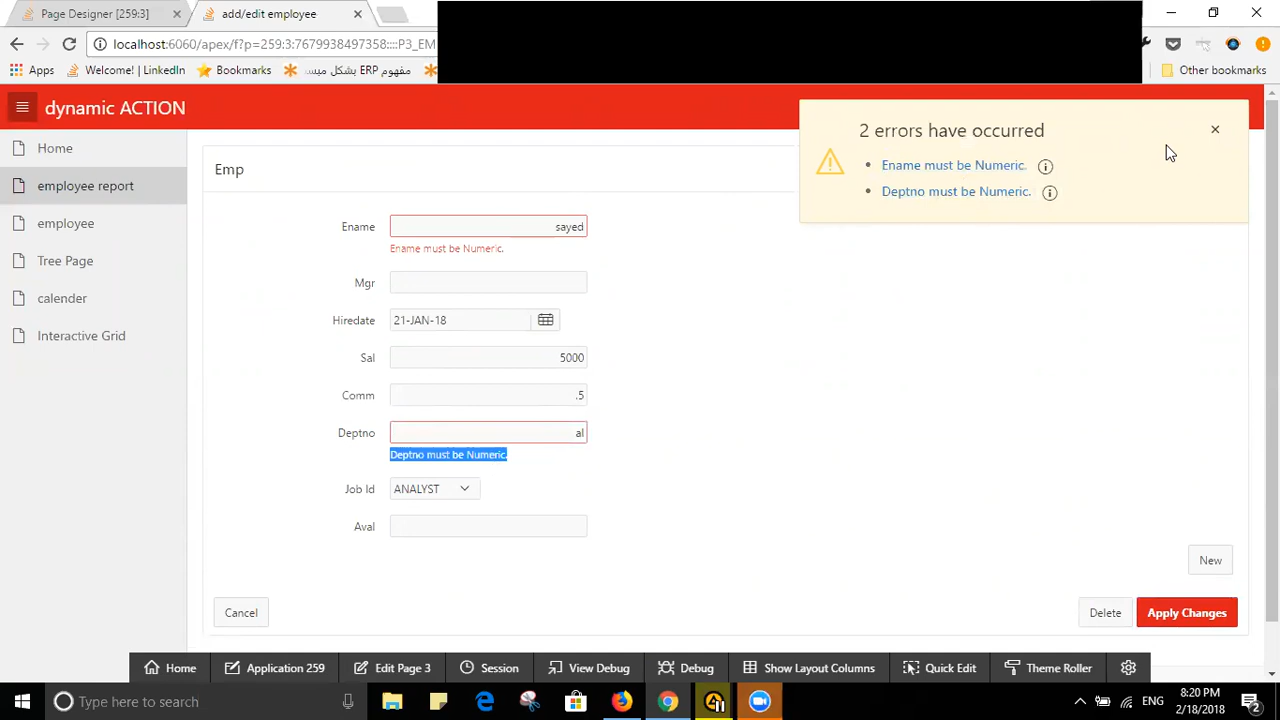 Page Designer [259:3]
add/edit employee
localhost:6060/apex/f?p=259:3:7679938497358::::P3_EM
Apps
Welcome! | LinkedIn
Bookmarks
مفهوم ERP بشكل مبس
Other bookmarks
dynamic ACTION
Home
employee report
employee
Tree Page
calender
Interactive Grid
2 errors have occurred
Ename must be Numeric.
Deptno must be Numeric.
Emp
Ename sayed
Ename must be Numeric.
Mgr
Hiredate 21-JAN-18
Sal 5000
Comm .5
Deptno al
Deptno must be Numeric.
Job Id ANALYST
Aval
New
Cancel
Delete
Apply Changes
Home
Application 259
Edit Page 3
Session
View Debug
Debug
Show Layout Columns
Quick Edit
Theme Roller
Type here to search
ENG
8:20 PM
2/18/2018
2